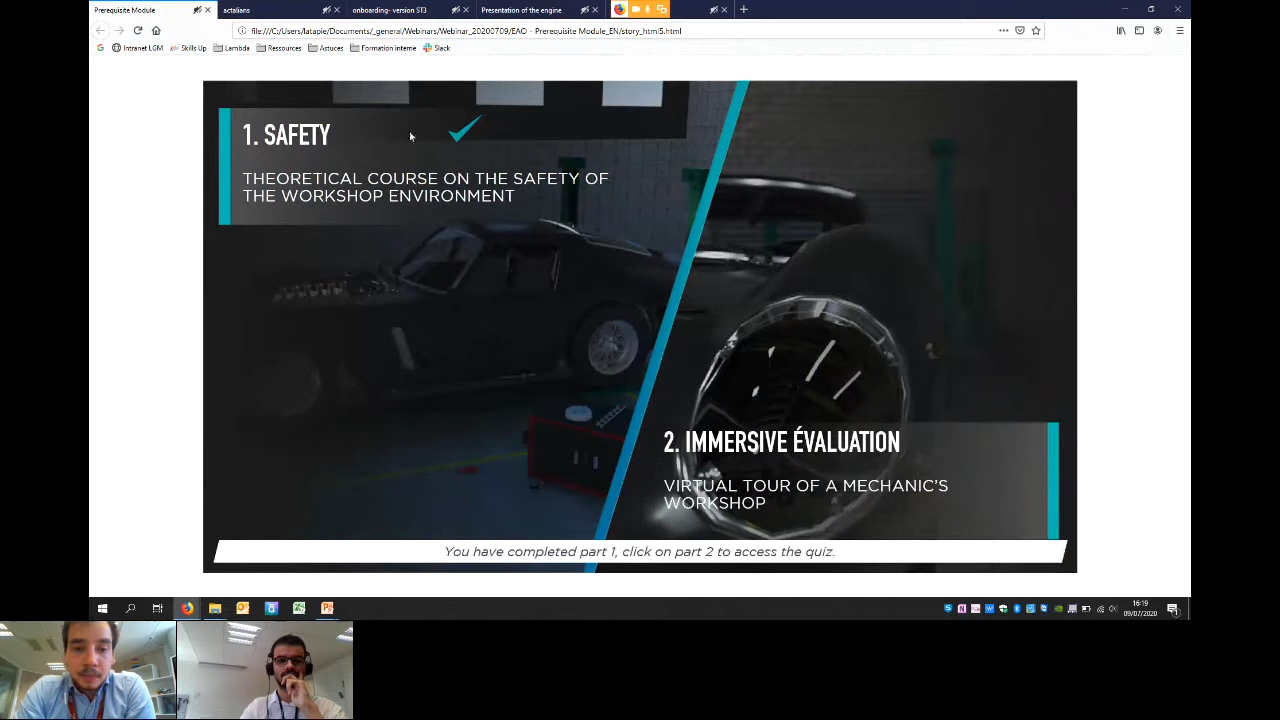 Prerequisite Module
actalians
onboarding- version ST3
Presentation of the engine
file:///C:/Users/latapie/Documents/_general/Webinars/Webinar_20200709/EAO - Prerequisite Module_EN/story_html5.html
Intranet LGM
Skills Up
Lambda
Ressources
Astuces
Formation interne
Slack
1. SAFETY
THEORETICAL COURSE ON THE SAFETY OF
THE WORKSHOP ENVIRONMENT
2. IMMERSIVE ÉVALUATION
VIRTUAL TOUR OF A MECHANIC'S
WORKSHOP
You have completed part 1, click on part 2 to access the quiz.
16:19
09/07/2020